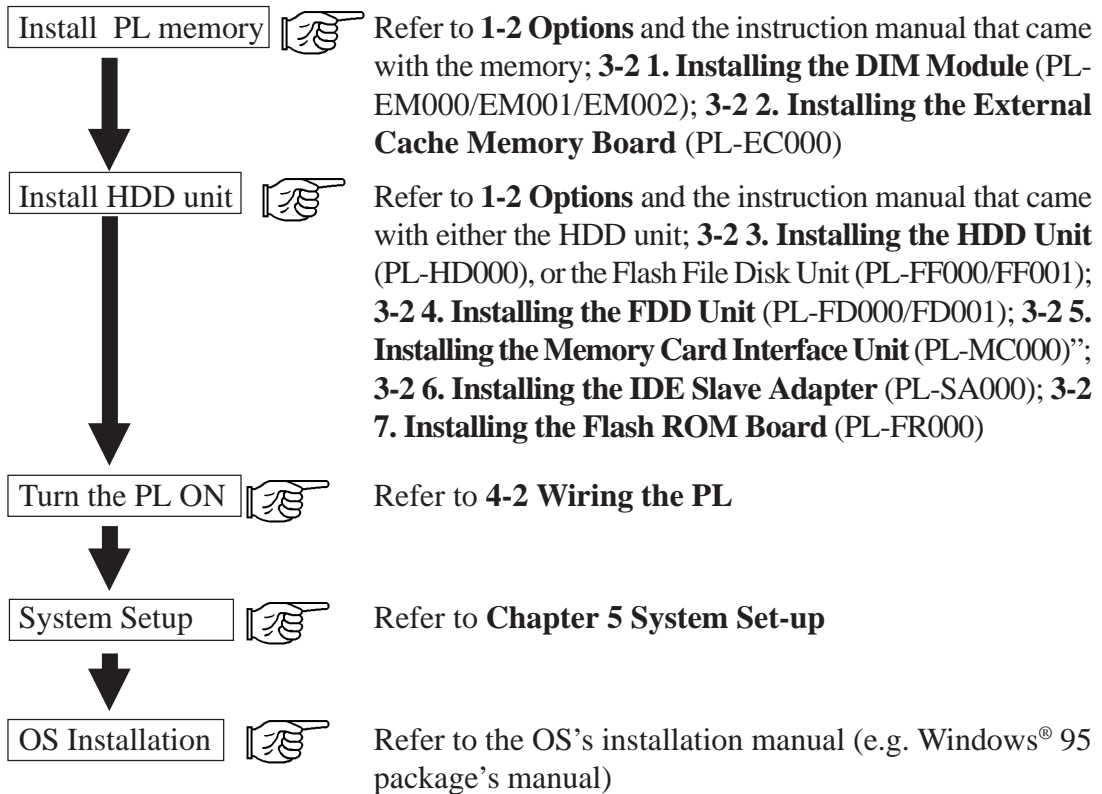 Install  PL memory
Refer to 1-2 Options and the instruction manual that came
with the memory; 3-2 1. Installing the DIM Module (PL-
EM000/EM001/EM002); 3-2 2. Installing the External
Cache Memory Board (PL-EC000)
Install HDD unit
Refer to 1-2 Options and the instruction manual that came
with either the HDD unit; 3-2 3. Installing the HDD Unit
(PL-HD000), or the Flash File Disk Unit (PL-FF000/FF001);
3-2 4. Installing the FDD Unit (PL-FD000/FD001); 3-2 5.
Installing the Memory Card Interface Unit (PL-MC000)”;
3-2 6. Installing the IDE Slave Adapter (PL-SA000); 3-2
7. Installing the Flash ROM Board (PL-FR000)
Turn the PL ON
Refer to 4-2 Wiring the PL
System Setup
Refer to Chapter 5 System Set-up
OS Installation
Refer to the OS’s installation manual (e.g. Windows® 95
package’s manual)